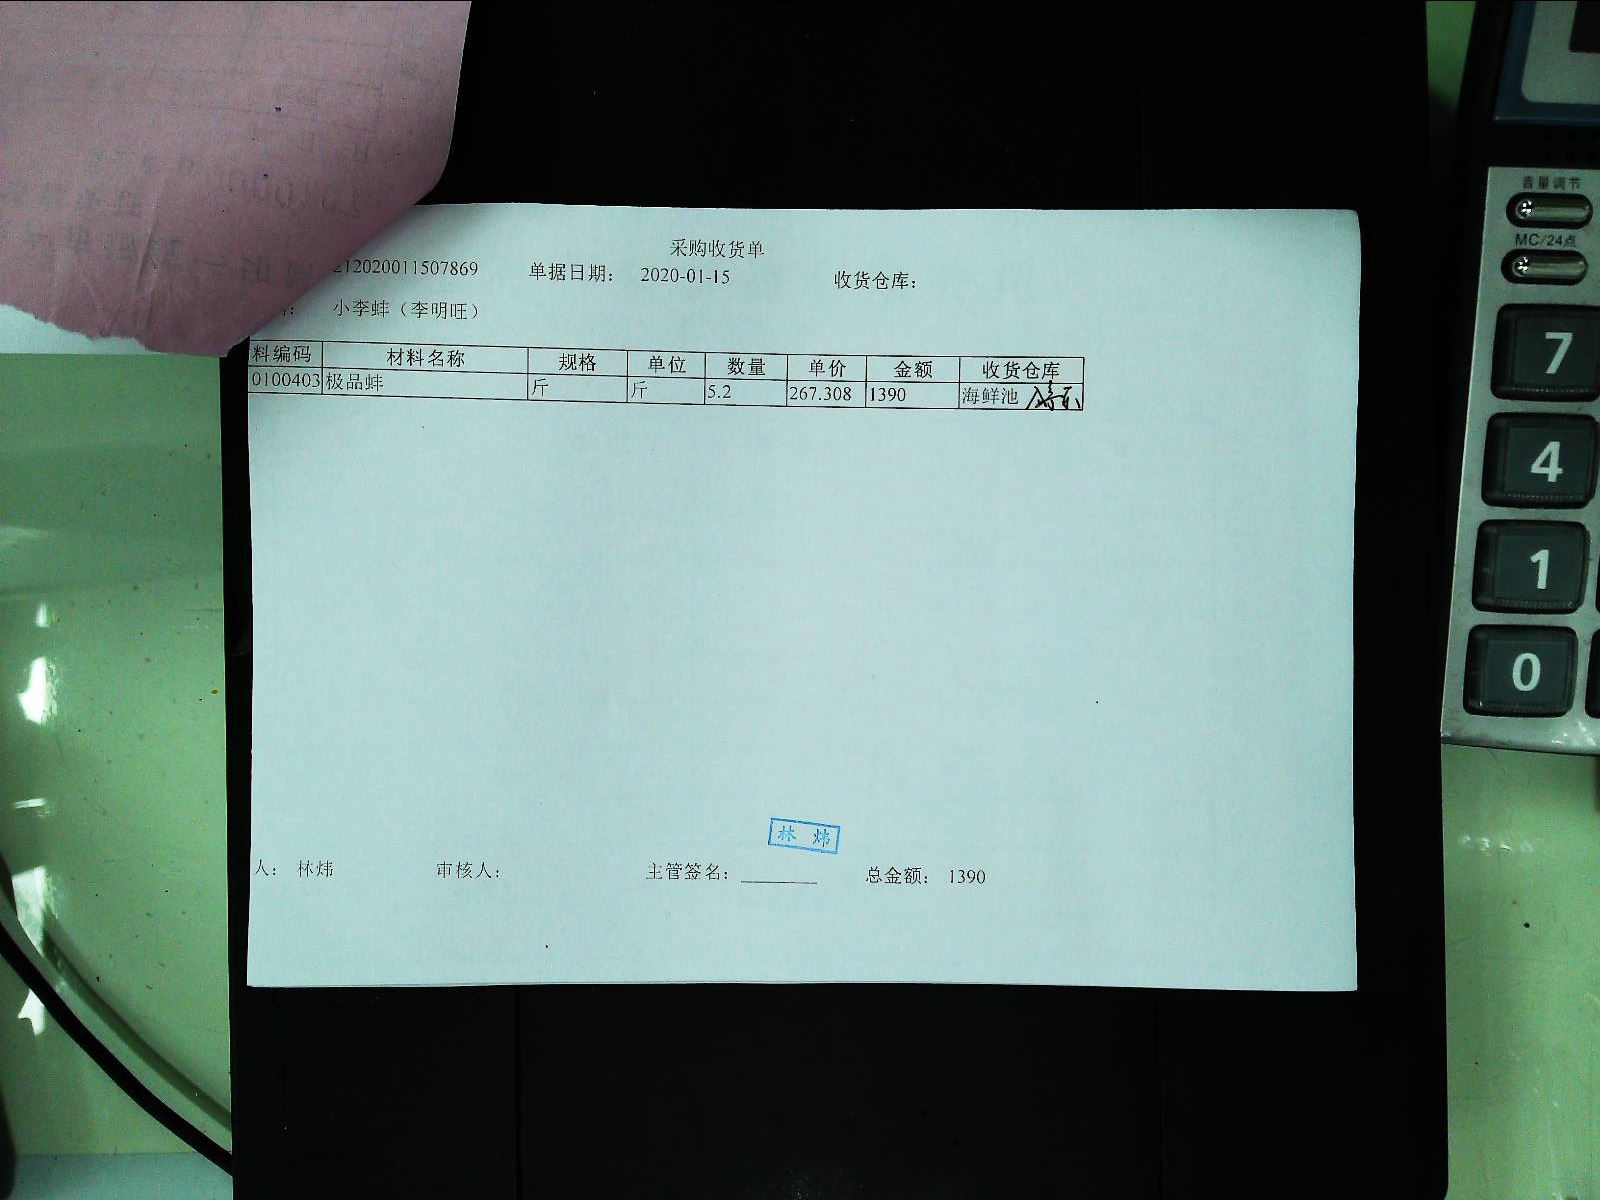 采购收货单
212020011507869 单据日期： 2020-01-15 收货仓库：
小李蚌（李明旺）
料编码 材料名称 规格 单位 数量 单价 金额 收货仓库
0100403 极品蚌 斤 斤 5.2 267.308 1390 海鲜池
林 炜
人： 林炜 审核人： 主管签名： 总金额： 1390
音量调节
MC/24点
7
4
1
0